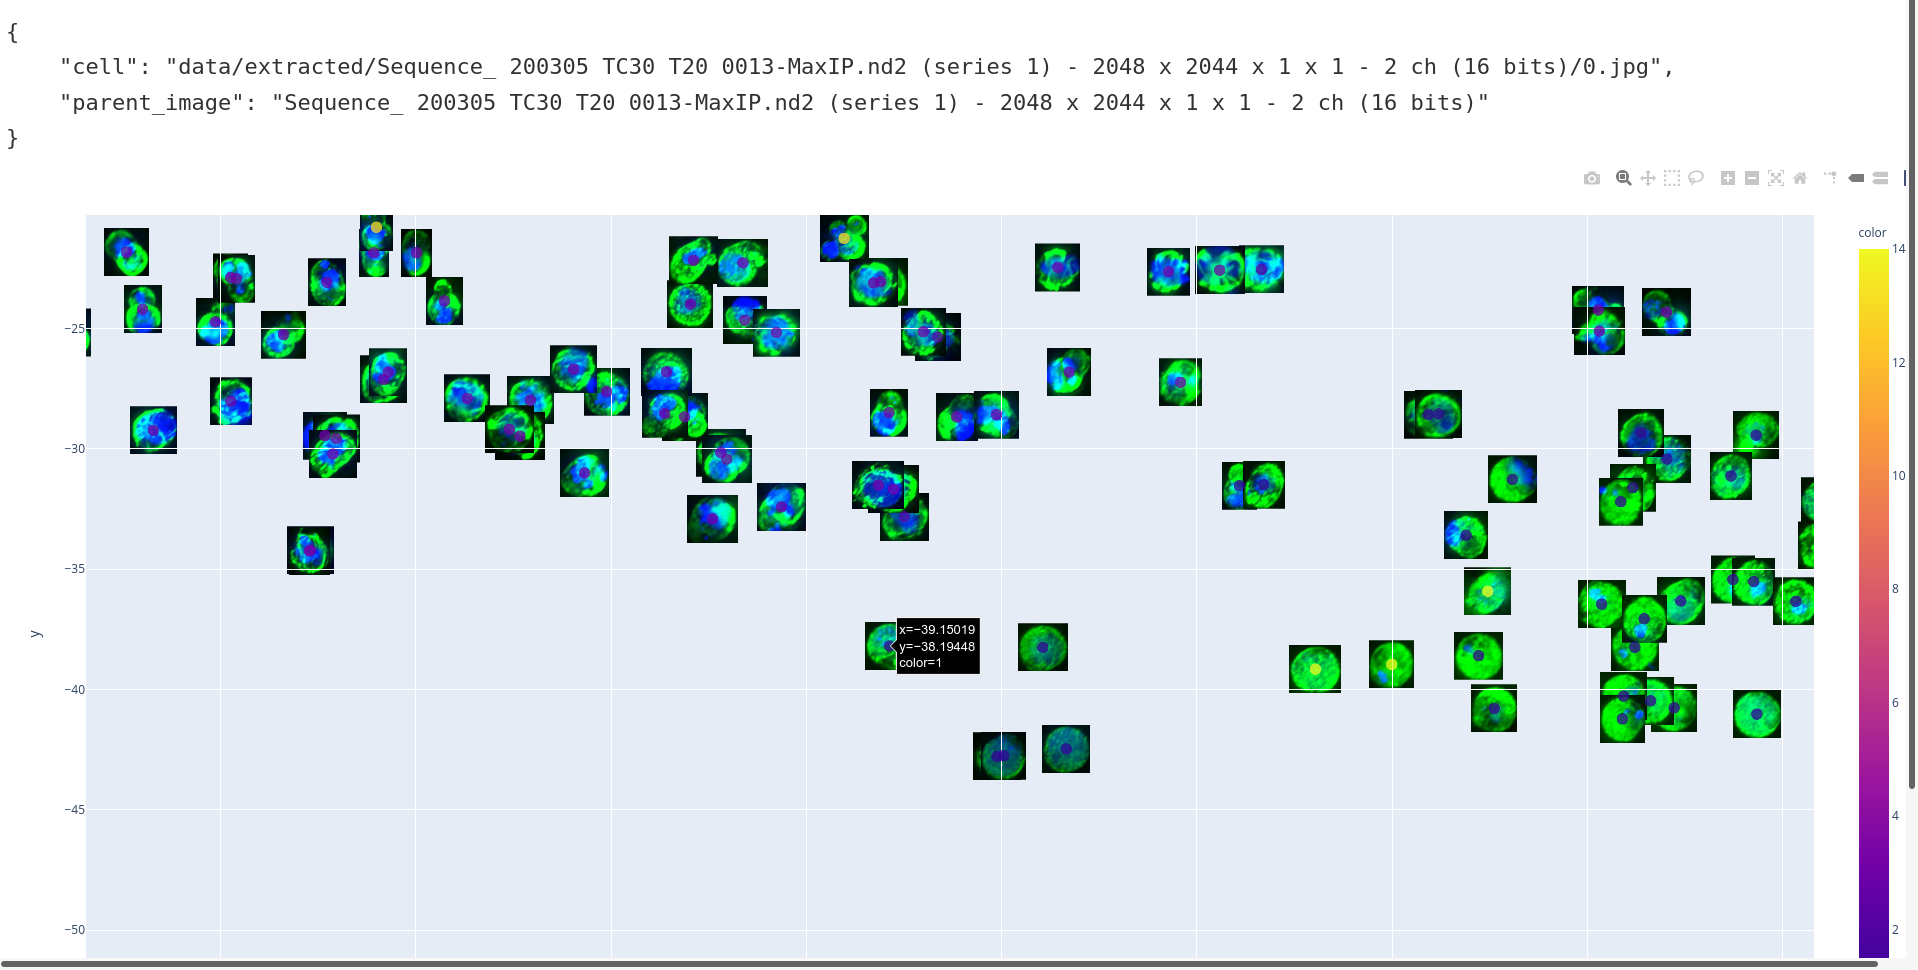 {
"cell": "data/extracted/Sequence_ 200305 TC30 T20 0013-MaxIP.nd2 (series 1) - 2048 x 2044 x 1 x 1 - 2 ch (16 bits)/0.jpg",
"parent_image": "Sequence_ 200305 TC30 T20 0013-MaxIP.nd2 (series 1) - 2048 x 2044 x 1 x 1 - 2 ch (16 bits)"
}
color
14
12
10
8
6
4
2
−25
−30
−35
−40
−45
−50
y
x=−39.15019
y=−38.19448
color=1